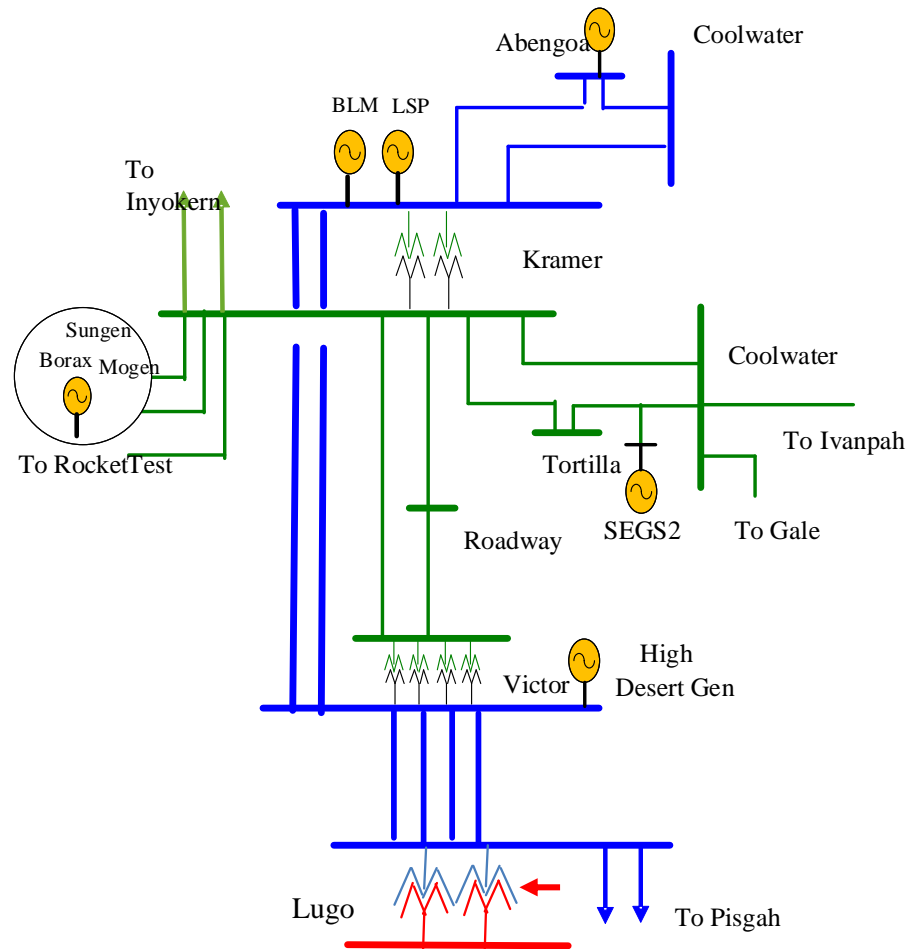 Abengoa
Coolwater
BLM
LSP
To
Inyokern
Kramer
Sungen
Borax
Mogen
Coolwater
To RocketTest
Tortilla
To Ivanpah
SEGS2
To Gale
Roadway
High
Desert Gen
Victor
Lugo
To Pisgah